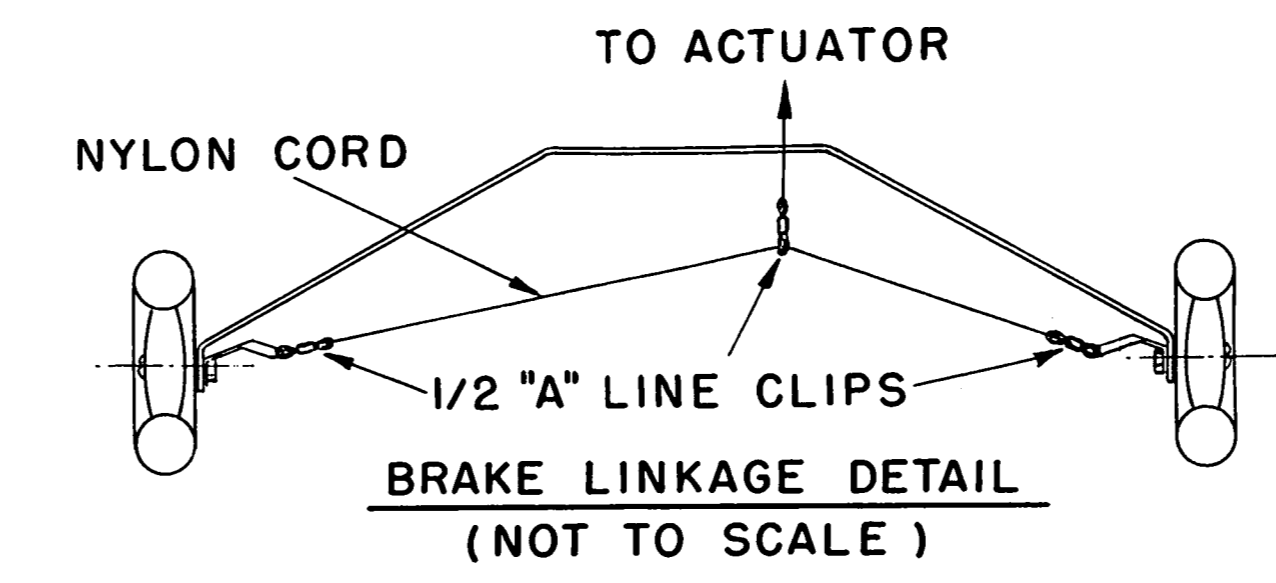 TO ACTUATOR
NYLON CORD
1/2 "A" LINE CLIPS
BRAKE LINKAGE DETAIL
(NOT TO SCALE)